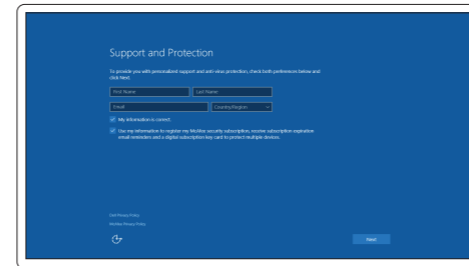 Support and Protection
To provide you with personalized support and anti-virus protection, check both preferences below and
click Next.
First Name
Last Name
Email
Country/Region
My information is correct.
Use my information to register my McAfee security subscription, receive subscription expiration
email reminders and a digital subscription key card to protect multiple devices.
Dell Privacy Policy
McAfee Privacy Policy
Next